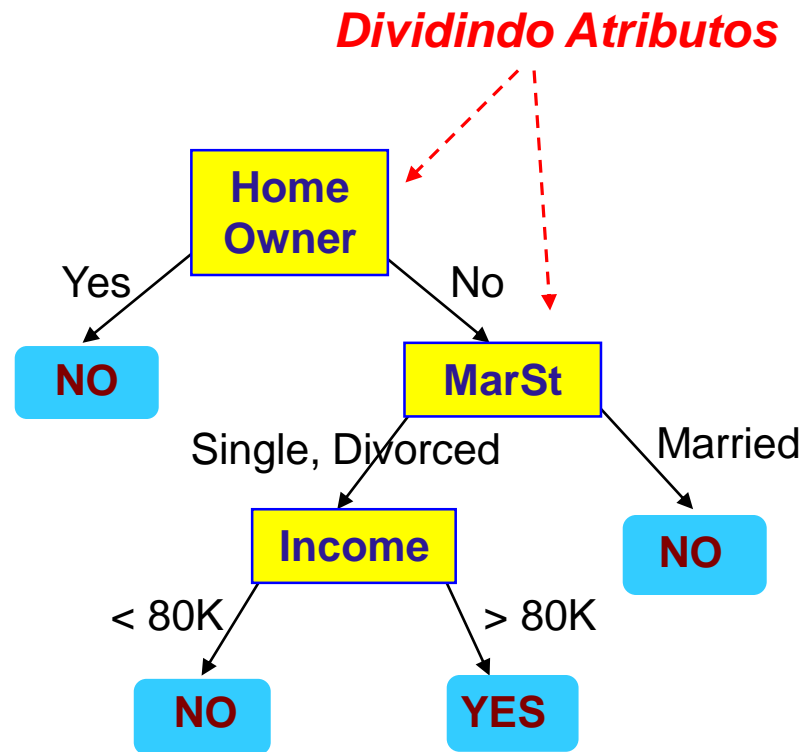 Dividindo Atributos
Home
Owner
Yes
No
NO
MarSt
Single, Divorced
Married
Income
NO
< 80K
> 80K
NO
YES